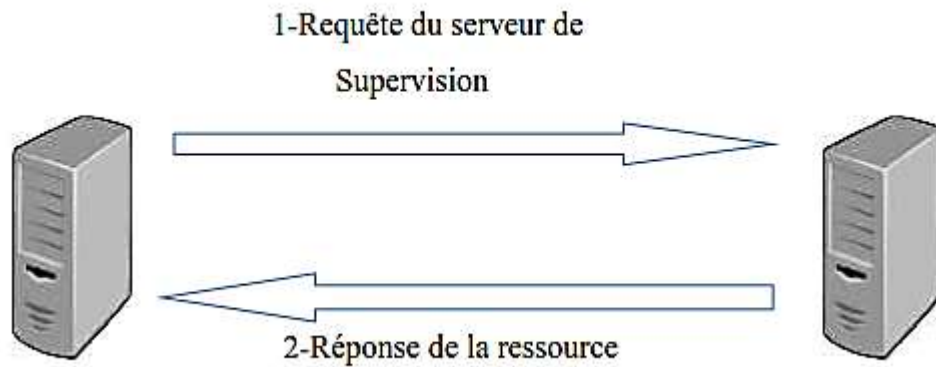 1-Requête du serveur de
Supervision
2-Réponse de la ressource